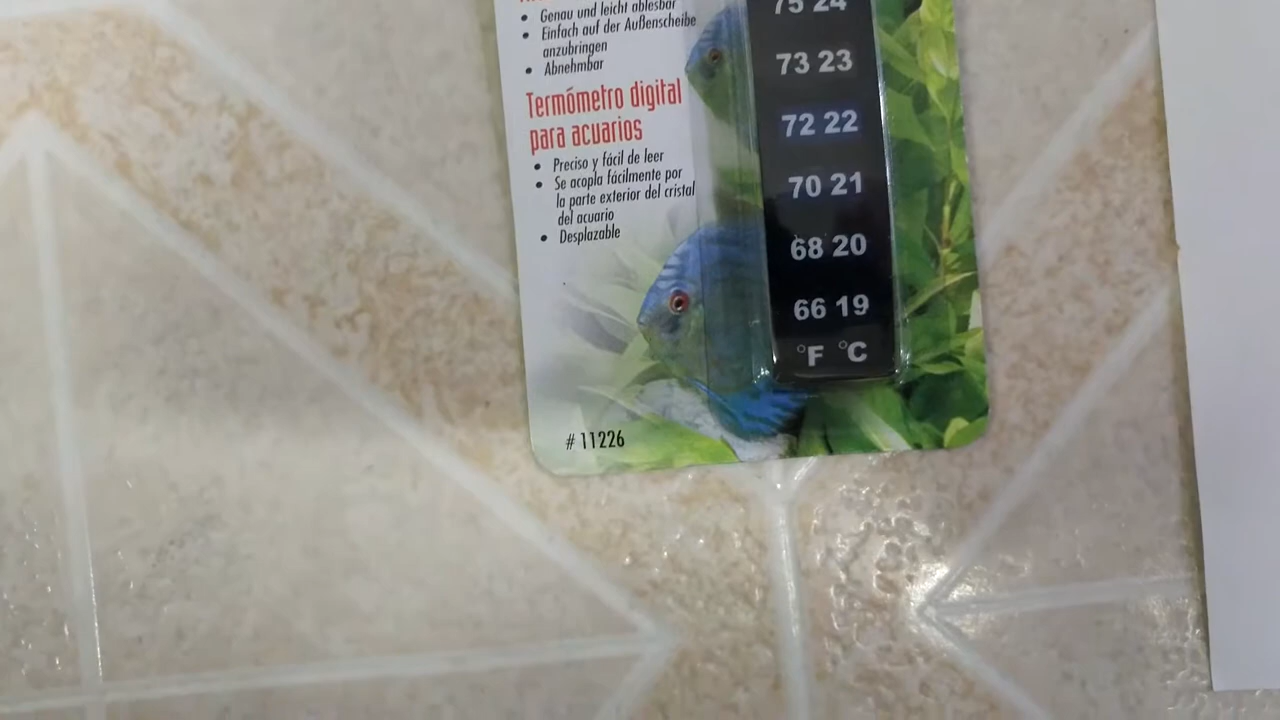 • Genau und leicht ablesbar
• Einfach auf der Außenscheibe
anzubringen
• Abnehmbar
Termómetro digital
para acuarios
• Preciso y fácil de leer
• Se acopla fácilmente por
la parte exterior del cristal
del acuario
• Desplazable
# 11226
75 24
73 23
72 22
70 21
68 20
66 19
°F °C